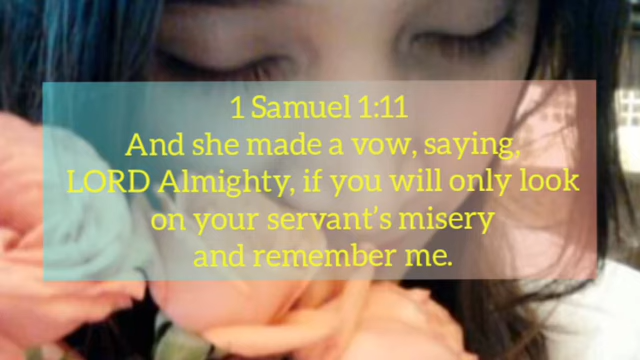 1 Samuel 1:11
And she made a vow, saying,
LORD Almighty, if you will only look
on your servant's misery
and remember me.